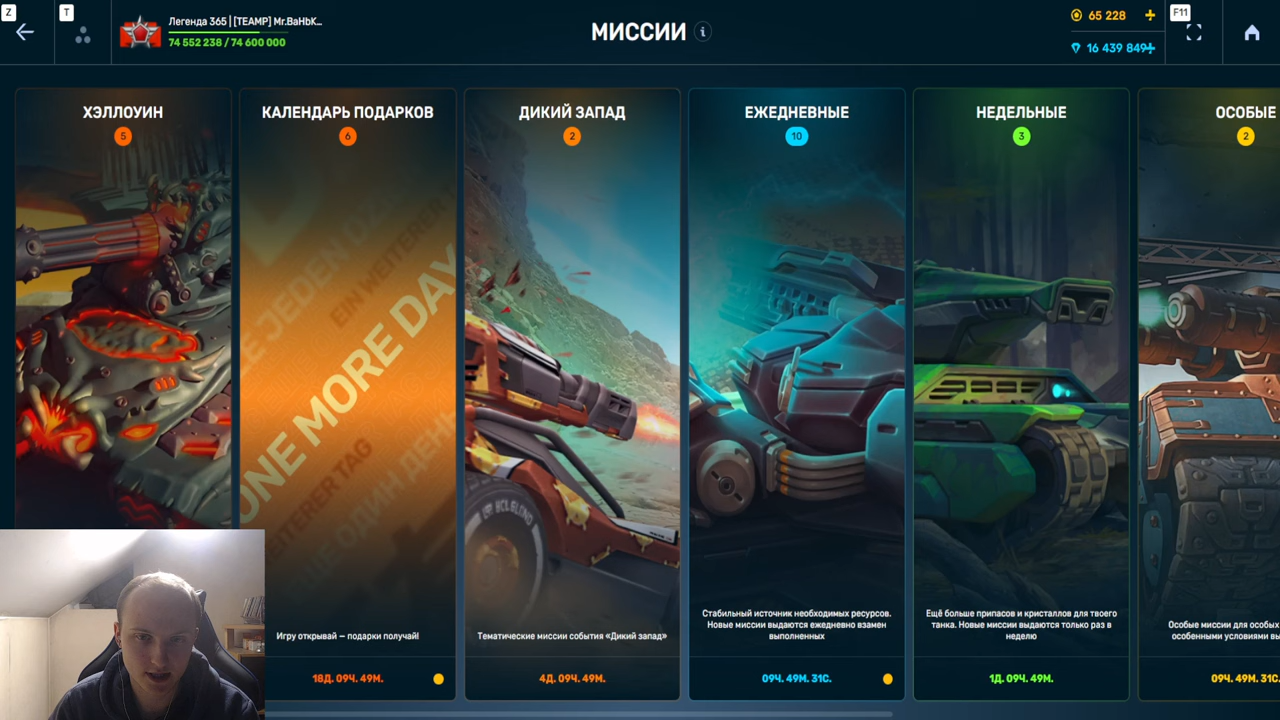 Z
T
Легенда 365 | [TEAMP] Mr.BaHbK...
74 552 238 / 74 600 000
МИССИИ
i
65 228
16 439 849
F11
ХЭЛЛОУИН
5
КАЛЕНДАРЬ ПОДАРКОВ
6
ДИКИЙ ЗАПАД
2
ЕЖЕДНЕВНЫЕ
10
НЕДЕЛЬНЫЕ
3
ОСОБЫЕ
2
JEDEN
EIN WEITERER
ONE MORE DAY
WEITERER TAG
ОДИН ДЕНЬ
Игру открывай – подарки получай!
18Д. 09Ч. 49М.
Тематические миссии события «Дикий запад»
4Д. 09Ч. 49М.
Стабильный источник необходимых ресурсов.
Новые миссии выдаются ежедневно взамен
выполненных
09Ч. 49М. 31С.
Ещё больше припасов и кристаллов для твоего
танка. Новые миссии выдаются только раз в
неделю
1Д. 09Ч. 49М.
Особые миссии для особых
особенными условиями вы
09Ч. 49М. 31С.